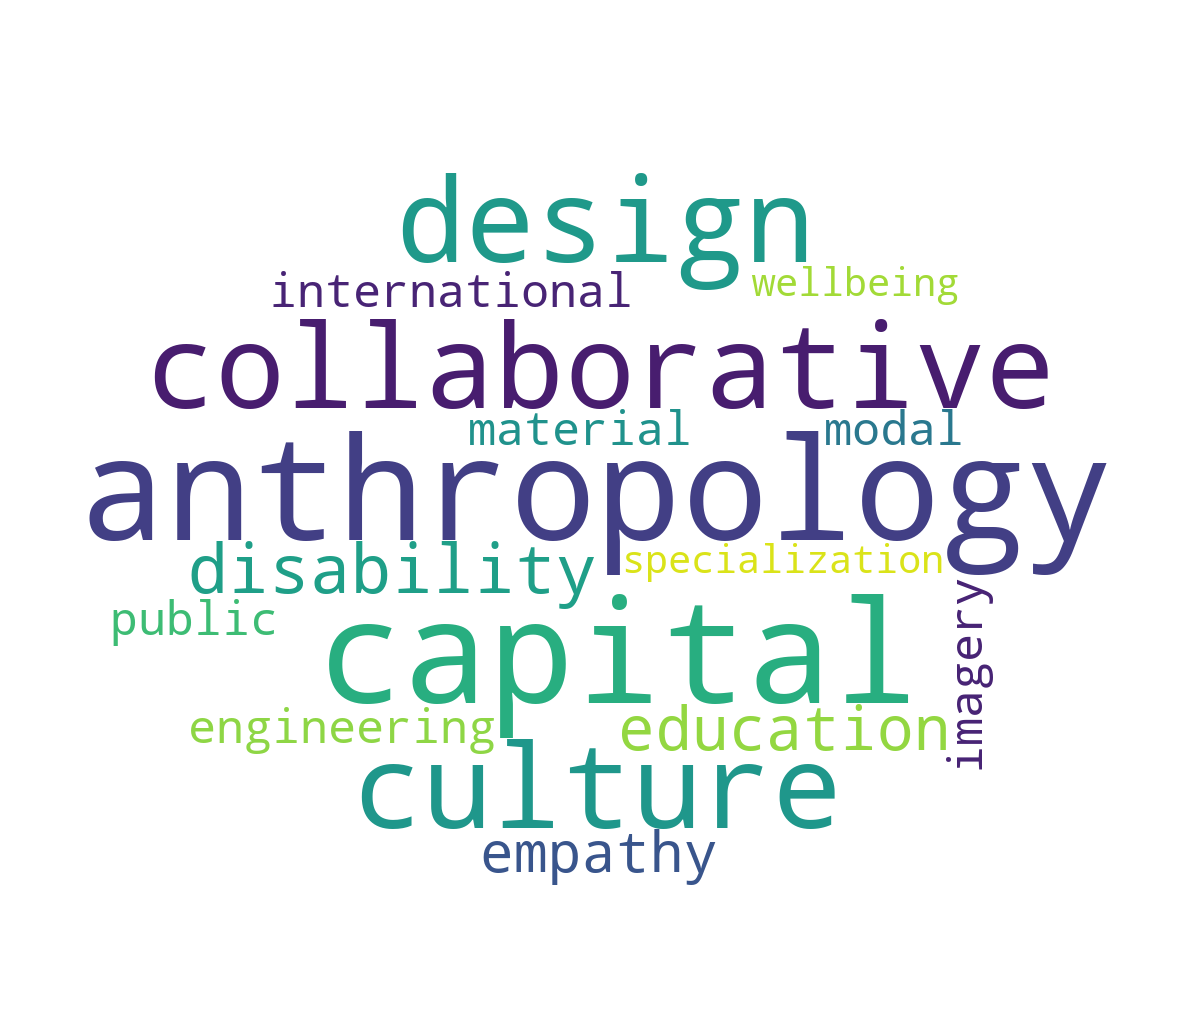 design
international
wellbeing
collaborative
material
modal
anthropology
disability
specialization
public
capital
imagery
engineering
education
culture
empathy